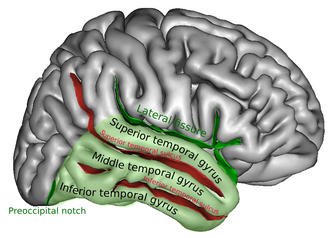 Lateral fissure
Superior temporal gyrus
Superior temporal sulcus
Middle temporal gyrus
Inferior temporal sulcus
Inferior temporal gyrus
Preoccipital notch